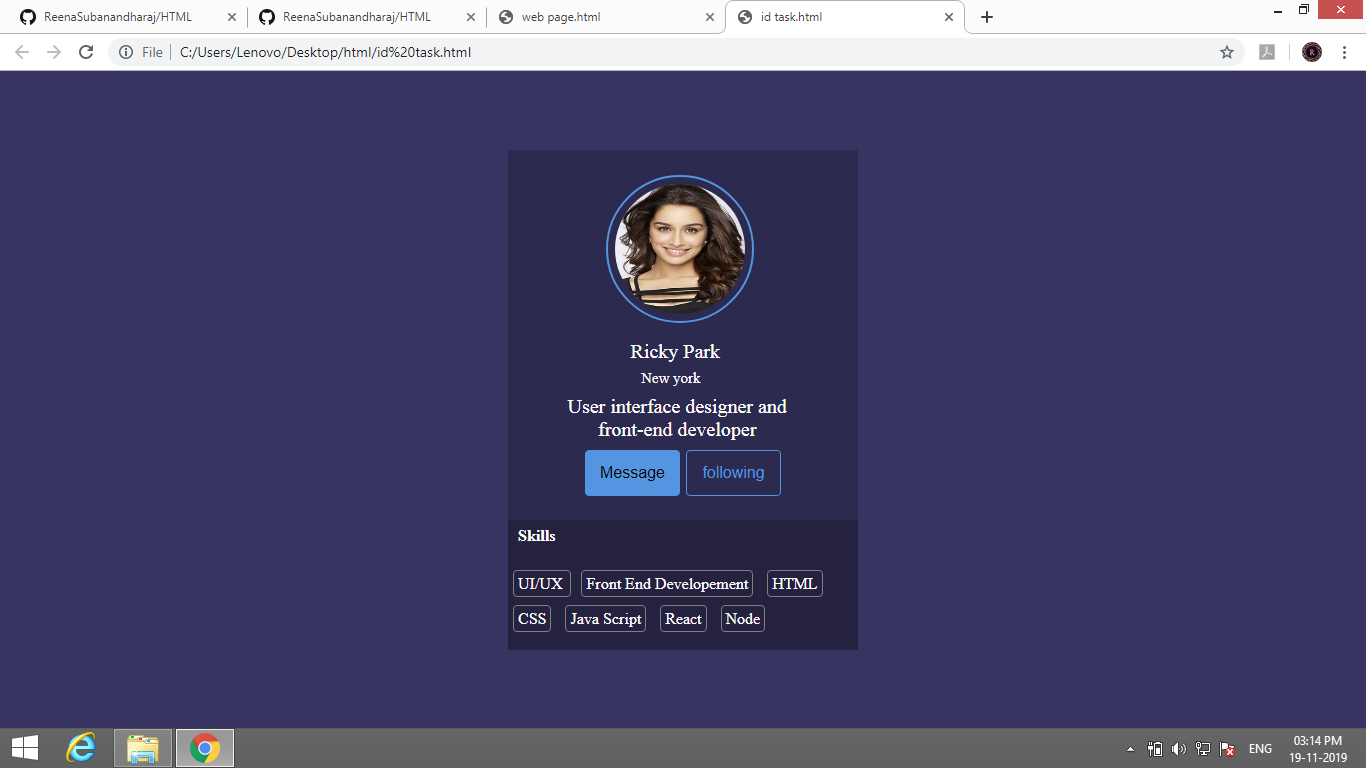 ReenaSubanandharaj/HTML
ReenaSubanandharaj/HTML
web page.html
id task.html
File
C:/Users/Lenovo/Desktop/html/id%20task.html
R
Ricky Park
New york
User interface designer and
front-end developer
Message
following
Skills
UI/UX
Front End Developement
HTML
CSS
Java Script
React
Node
ENG
03:14 PM
19-11-2019